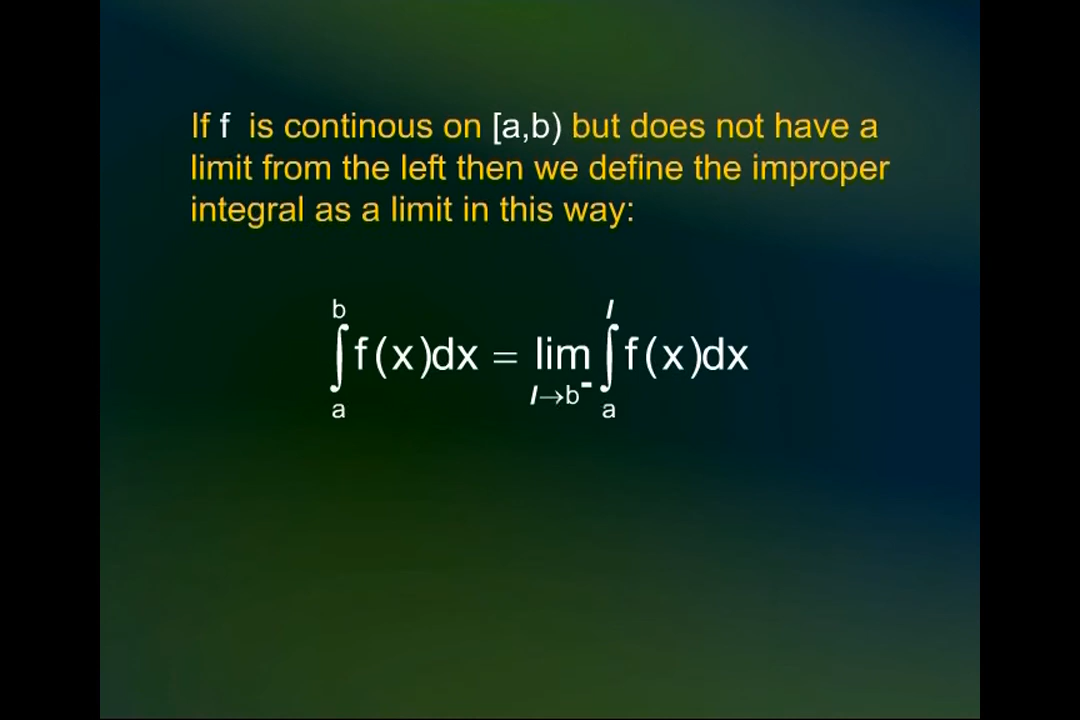 If f is continous on [a,b) but does not have a
limit from the left then we define the improper
integral as a limit in this way:
∫_a^b f(x)dx = lim_{l→b⁻} ∫_a^l f(x)dx